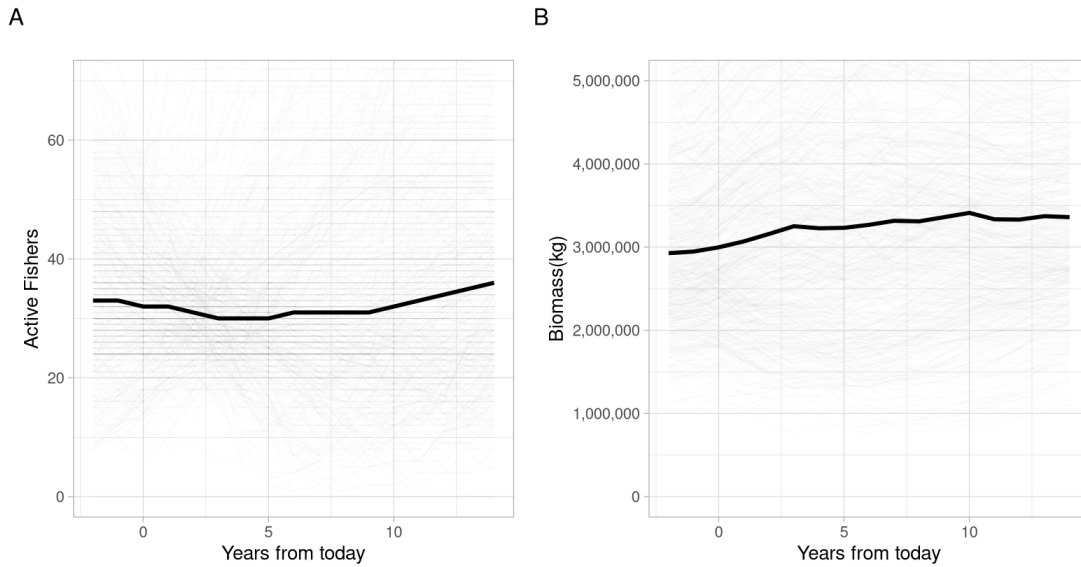 A
Active Fishers
60
40
20
0
0
5
10
Years from today
B
Biomass(kg)
5,000,000
4,000,000
3,000,000
2,000,000
1,000,000
0
0
5
10
Years from today